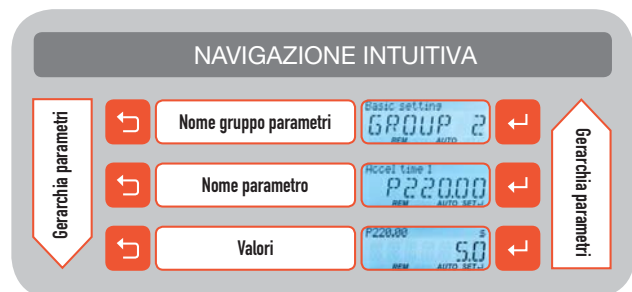 NAVIGAZIONE INTUITIVA
Gerarchia parametri
Nome gruppo parametri
Basic setting
GROUP 2
REM AUTO
Nome parametro
Accel time 1
P220.00
REM AUTO SET↵
Valori
P220.00 s
5.0
REM AUTO SET↵
Gerarchia parametri